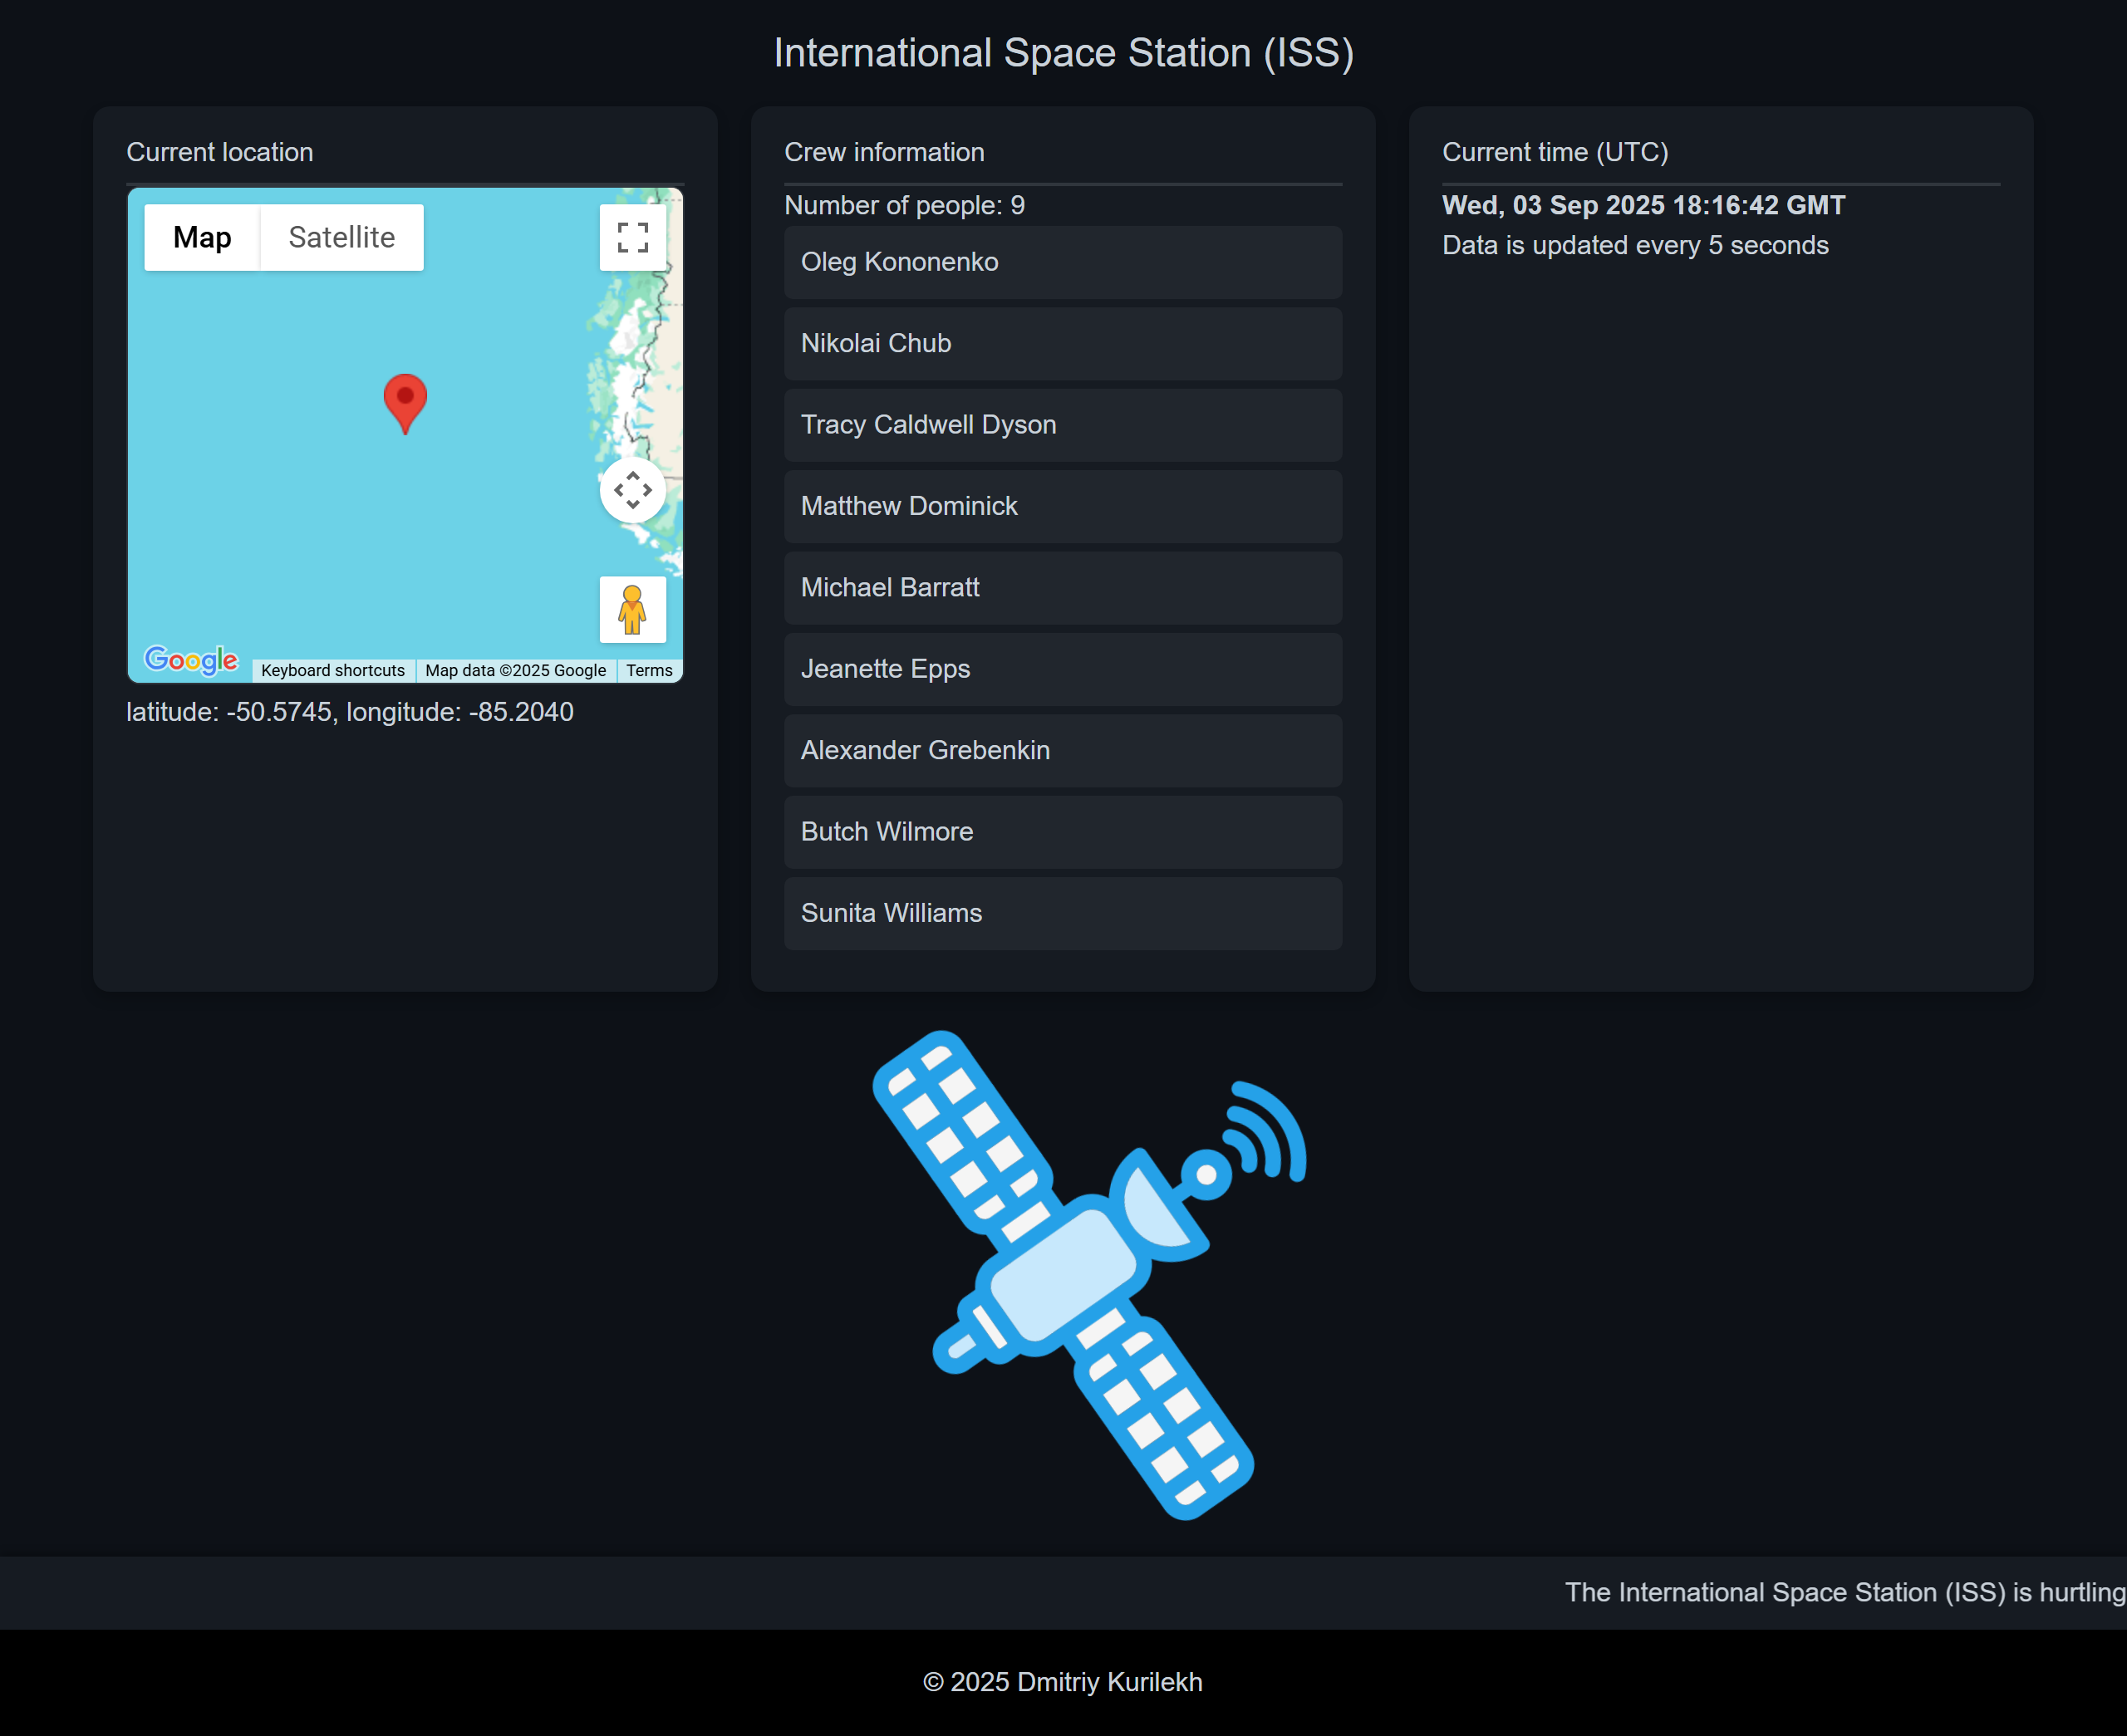 International Space Station (ISS)
Current location
Map
Satellite
Google
Keyboard shortcuts
Map data ©2025 Google
Terms
latitude: -50.5745, longitude: -85.2040
Crew information
Number of people: 9
Oleg Kononenko
Nikolai Chub
Tracy Caldwell Dyson
Matthew Dominick
Michael Barratt
Jeanette Epps
Alexander Grebenkin
Butch Wilmore
Sunita Williams
Current time (UTC)
Wed, 03 Sep 2025 18:16:42 GMT
Data is updated every 5 seconds
The International Space Station (ISS) is hurtling
© 2025 Dmitriy Kurilekh